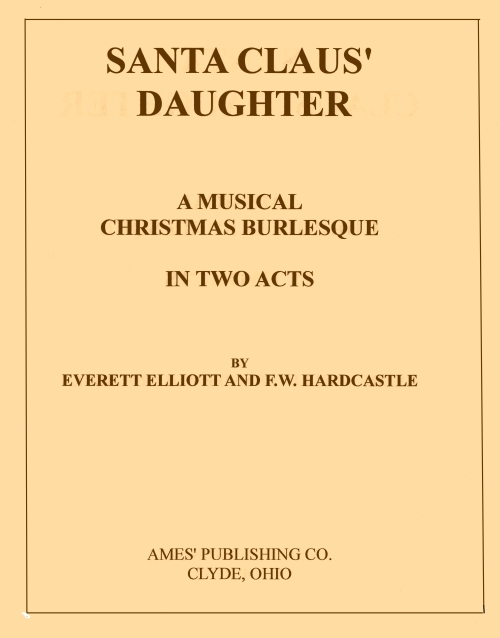 SANTA CLAUS'
DAUGHTER
A MUSICAL
CHRISTMAS BURLESQUE
IN TWO ACTS
BY
EVERETT ELLIOTT AND F.W. HARDCASTLE
AMES' PUBLISHING CO.
CLYDE, OHIO